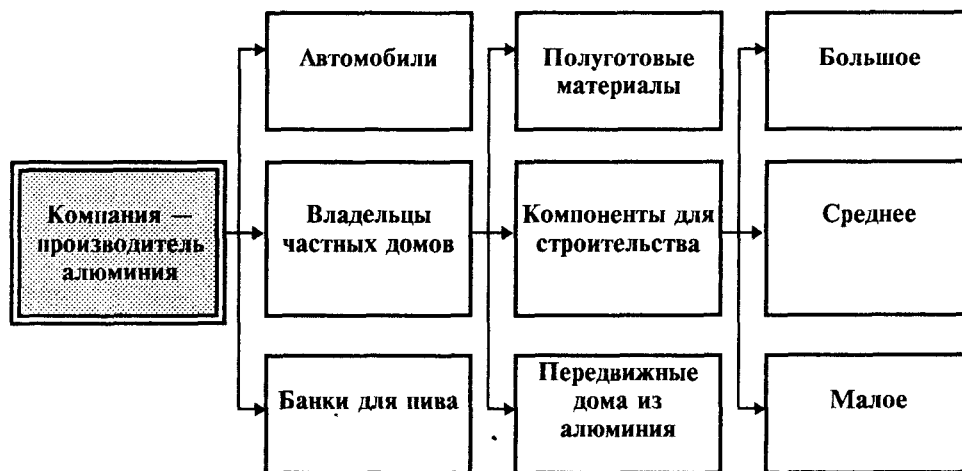 Автомобили
Полуготовые
материалы
Большое
Компания —
производитель
алюминия
Владельцы
частных домов
Компоненты для
строительства
Среднее
Банки для пива
Передвижные
дома из
алюминия
Малое